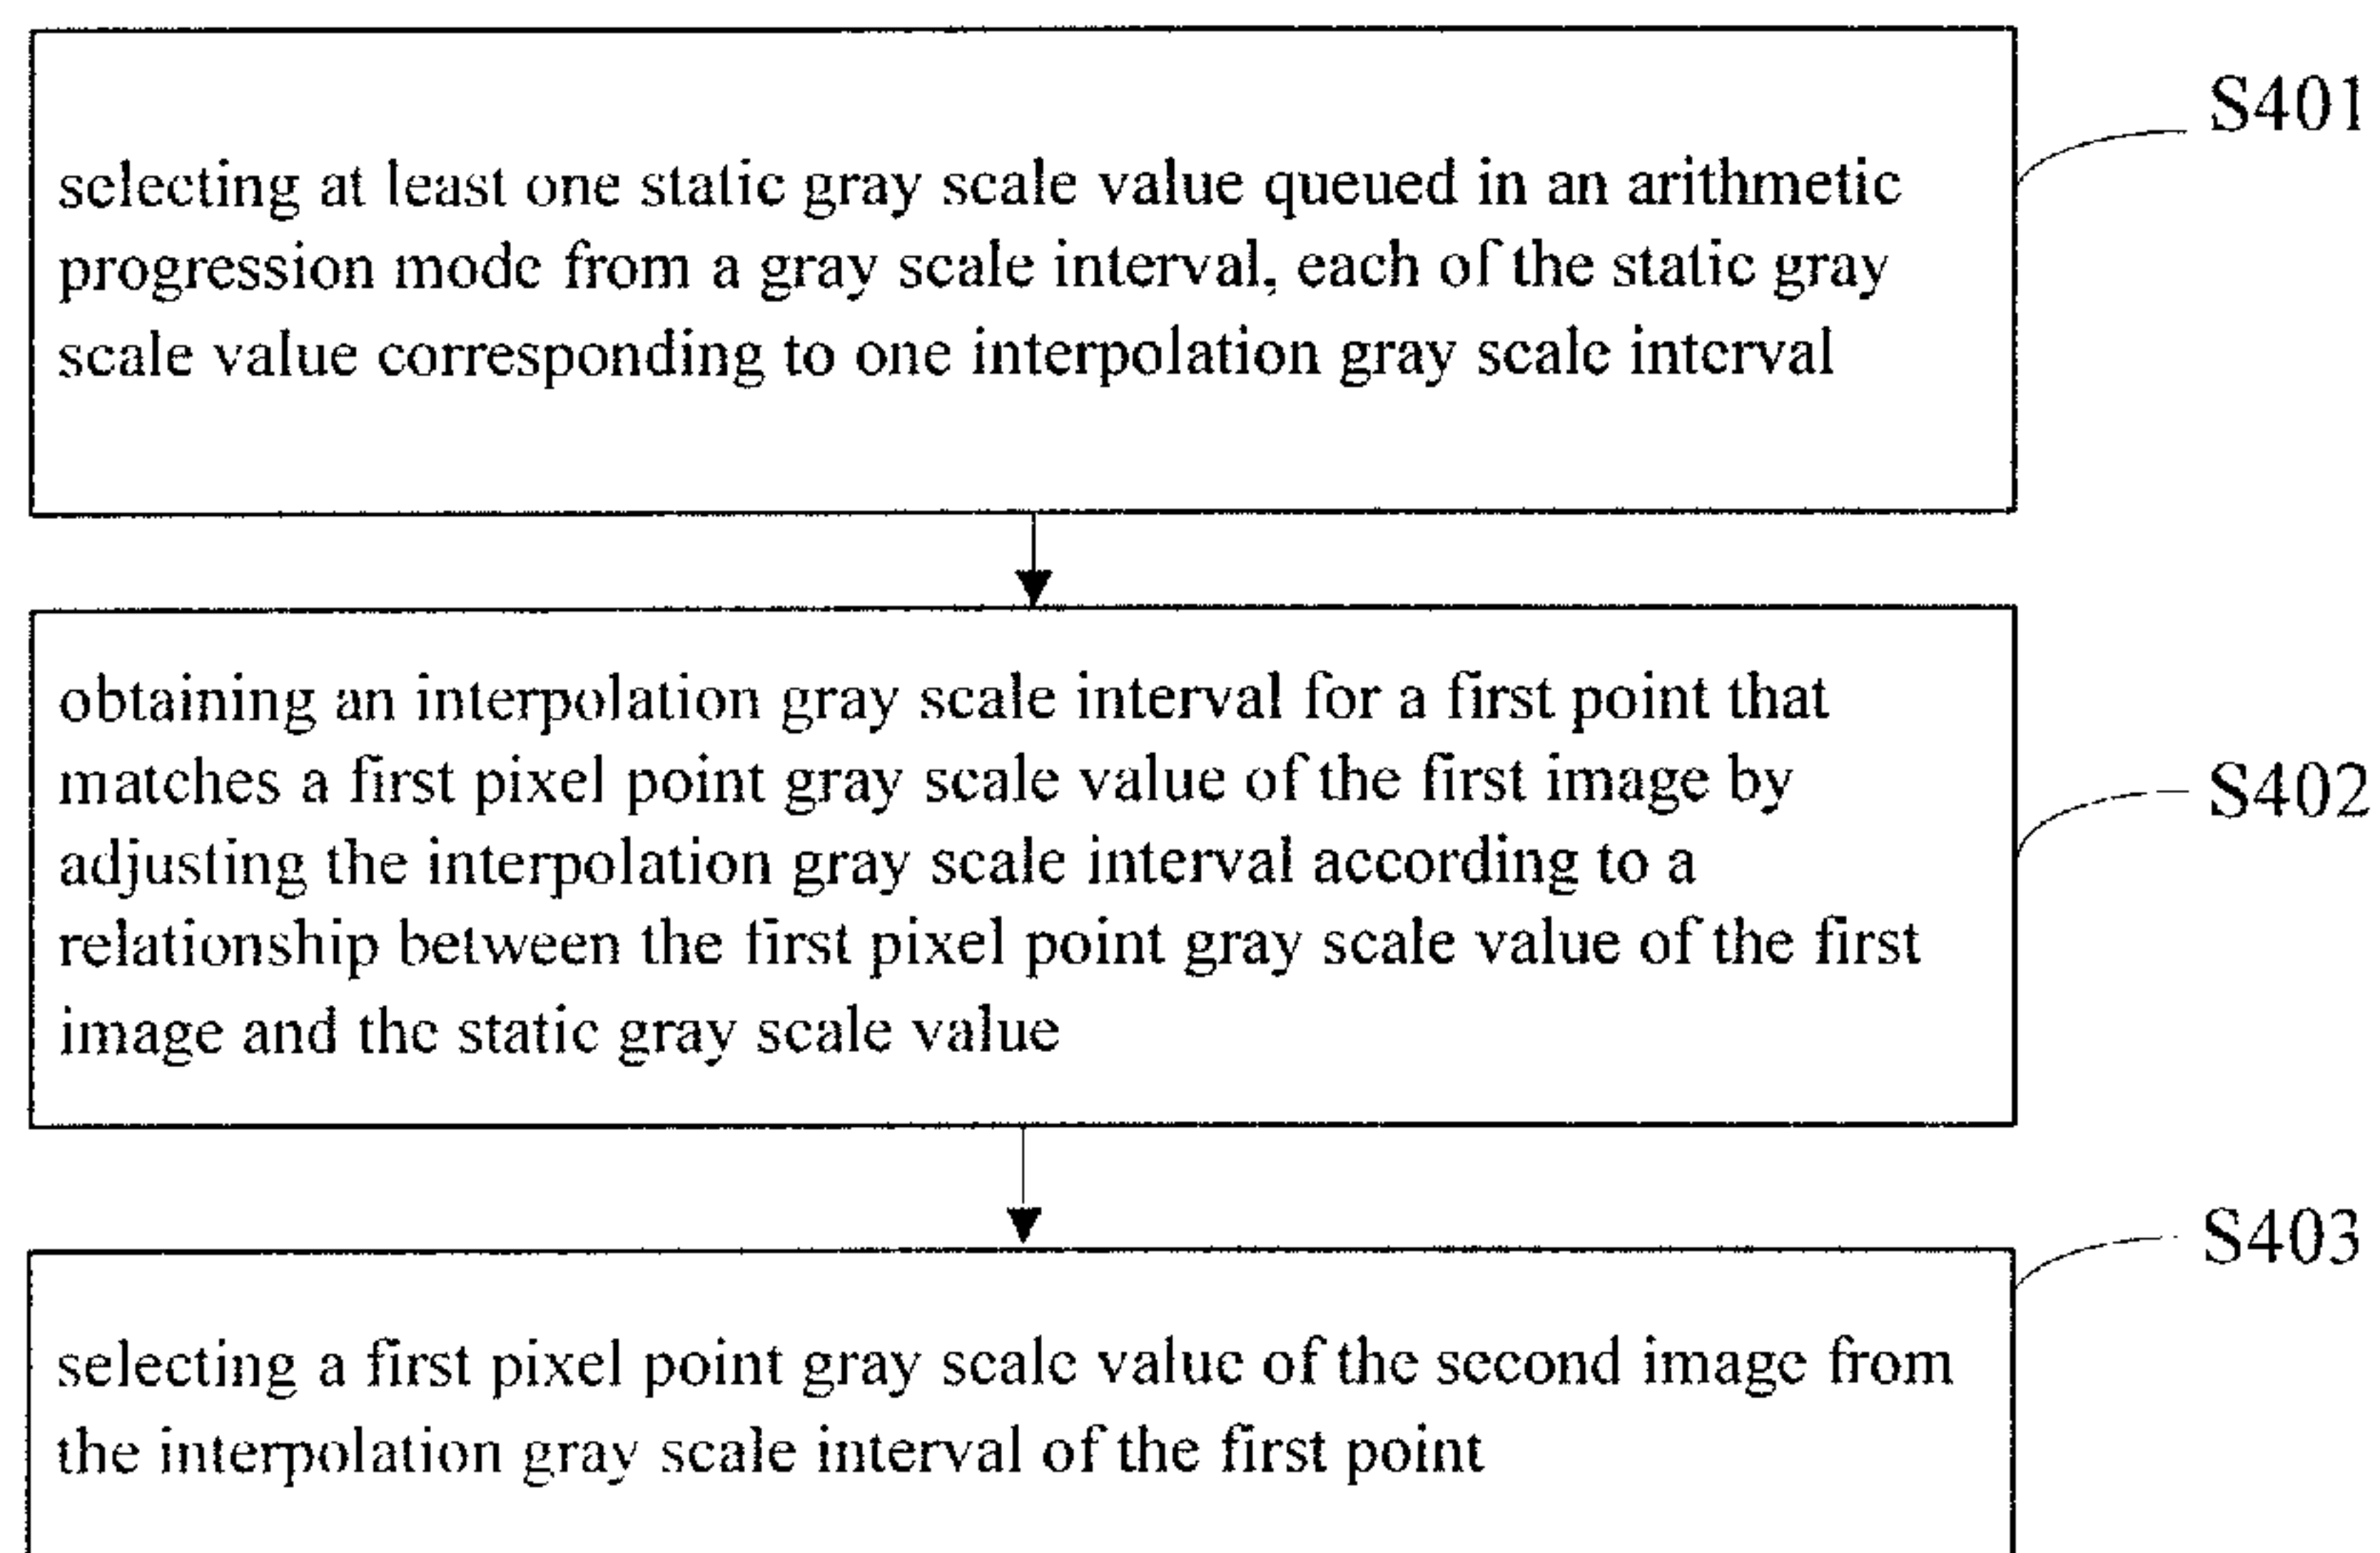 S401
selecting at least one static gray scale value queued in an arithmetic
progression mode from a gray scale interval, each of the static gray
scale value corresponding to one interpolation gray scale interval
obtaining an interpolation gray scale interval for a first point that
matches a first pixel point gray scale value of the first image by
S402
adjusting the interpolation gray scale interval according to a
relationship between the first pixel point gray scale value of the first
image and the static gray scale value
S403
selecting a first pixel point gray scale value of the second image from
the interpolation gray scale interval of the first point